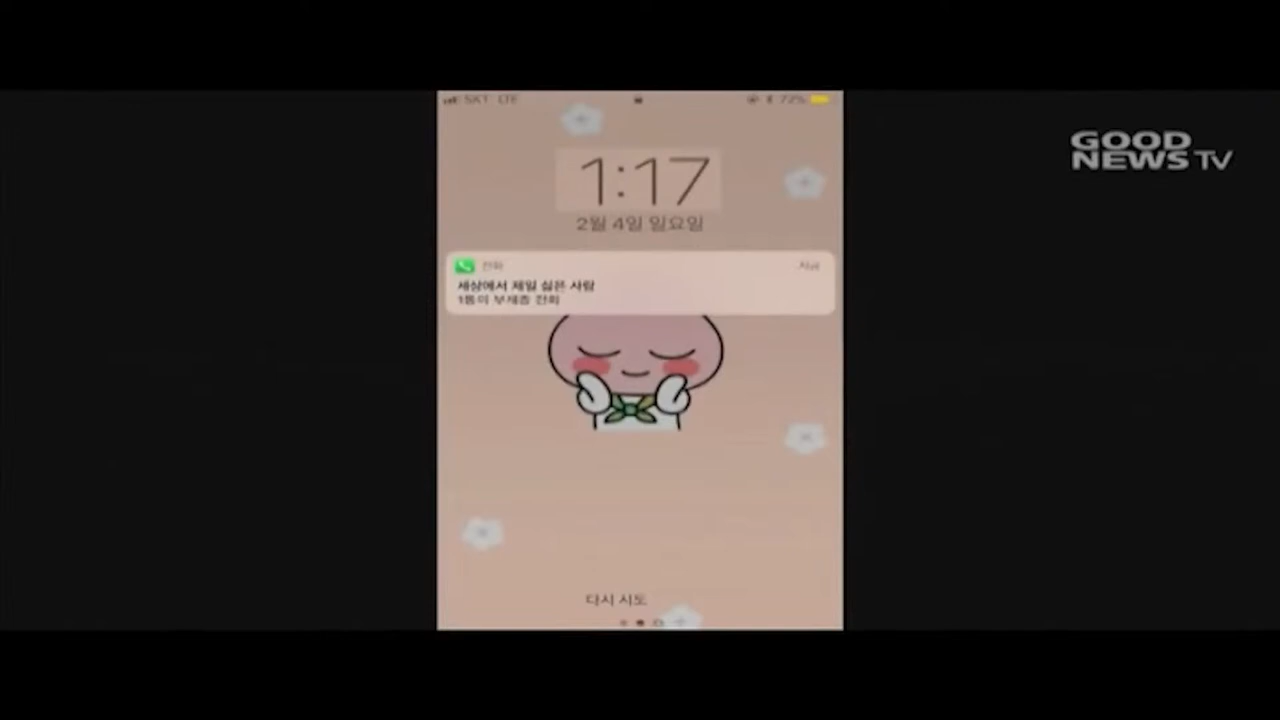 SKT LTE
72%
GOOD
NEWS TV
1:17
2월 4일 일요일
전화
지금
세상에서 제일 싫은 사람
1통의 부재중 전화
다시 시도